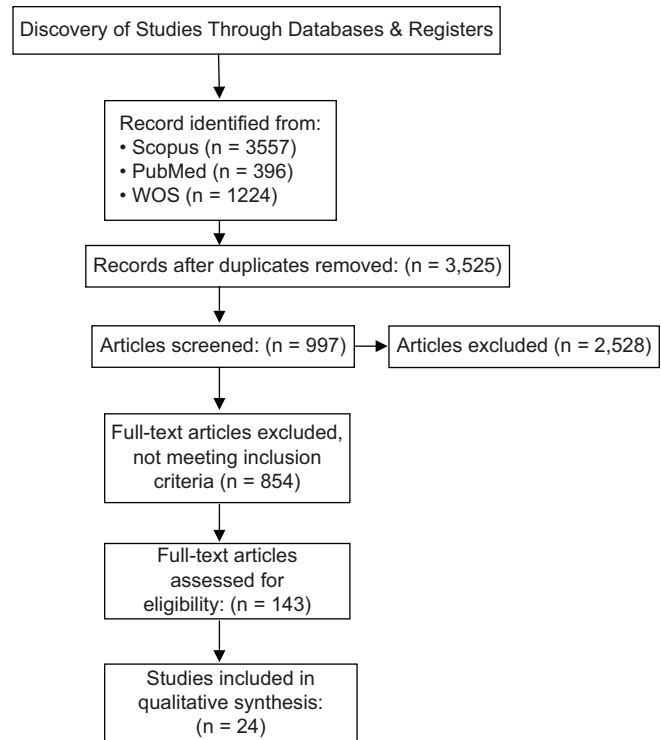 Discovery of Studies Through Databases & Registers
Record identified from:
• Scopus (n = 3557)
• PubMed (n = 396)
• WOS (n = 1224)
Records after duplicates removed: (n = 3,525)
Articles screened: (n = 997)
Articles excluded (n = 2,528)
Full-text articles excluded,
not meeting inclusion
criteria (n = 854)
Full-text articles
assessed for
eligibility: (n = 143)
Studies included in
qualitative synthesis:
(n = 24)